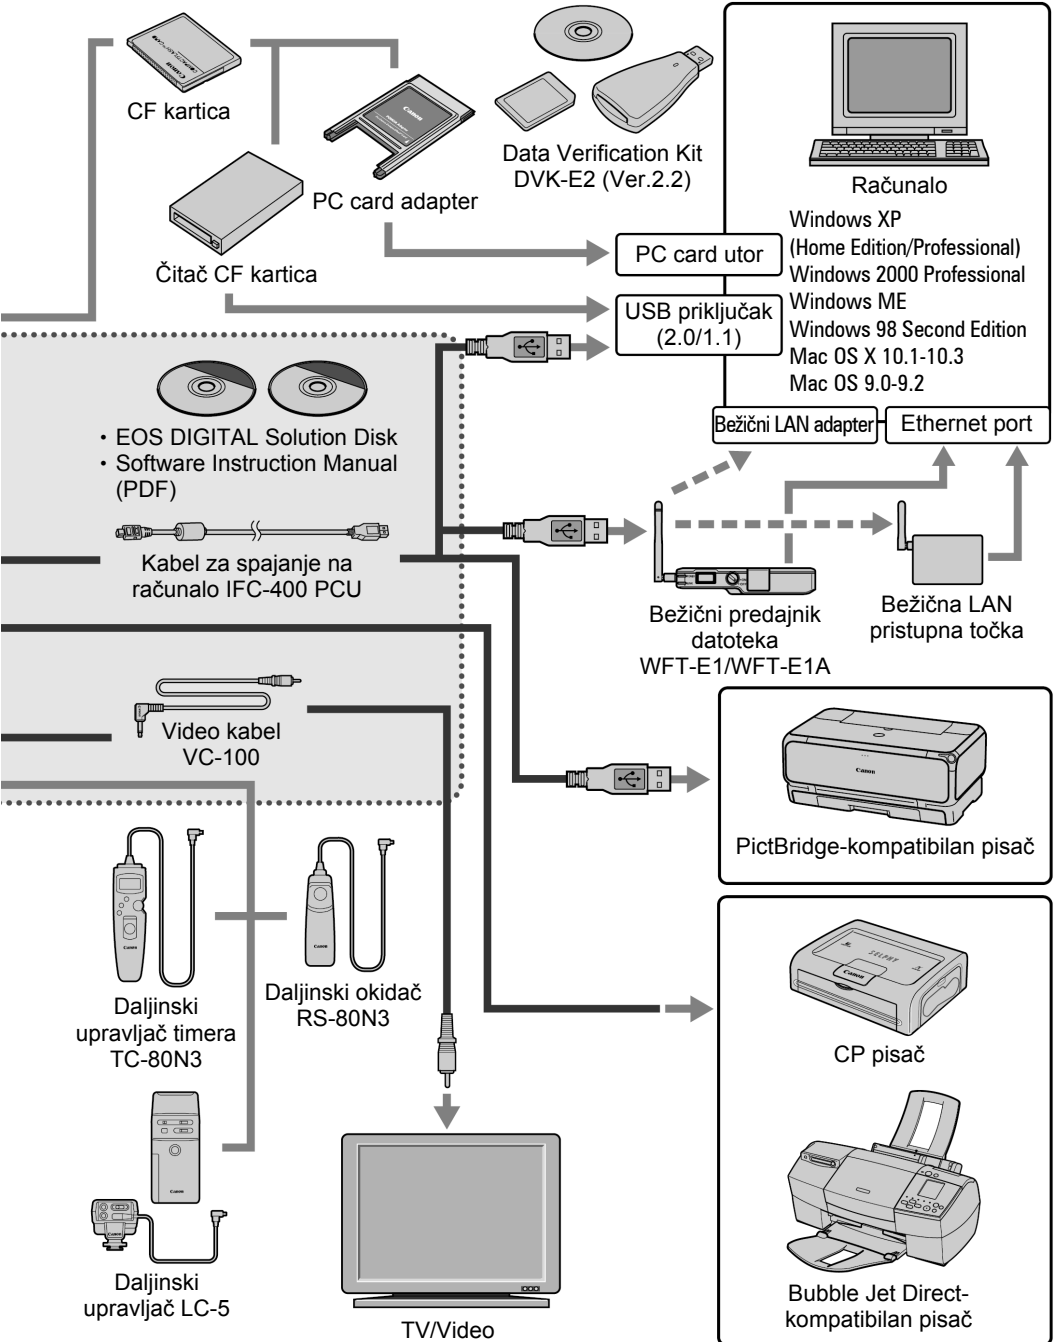 CF kartica
PC card adapter
Čitač CF kartica
Data Verification Kit
DVK-E2 (Ver.2.2)
Računalo
Windows XP
(Home Edition/Professional)
Windows 2000 Professional
Windows ME
Windows 98 Second Edition
Mac OS X 10.1-10.3
Mac OS 9.0-9.2
PC card utor
USB priključak
(2.0/1.1)
Bežični LAN adapter
Ethernet port
• EOS DIGITAL Solution Disk
• Software Instruction Manual
(PDF)
Kabel za spajanje na
računalo IFC-400 PCU
Bežični predajnik
datoteka
WFT-E1/WFT-E1A
Bežična LAN
pristupna točka
Video kabel
VC-100
Canon
PictBridge-kompatibilan pisač
Daljinski
upravljač timera
TC-80N3
Daljinski okidač
RS-80N3
SELPHY
Canon
CP pisač
Daljinski
upravljač LC-5
TV/Video
Bubble Jet Direct-
kompatibilan pisač